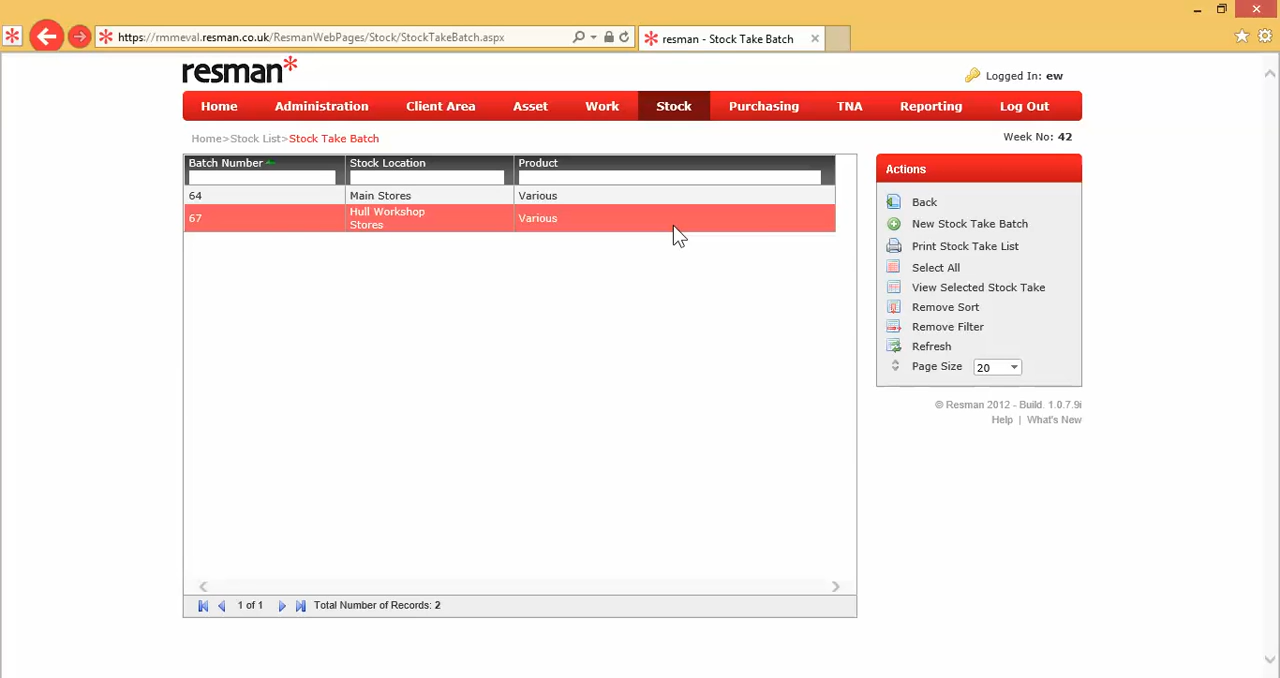 https://rmmeval.resman.co.uk/ResmanWebPages/Stock/StockTakeBatch.aspx
resman - Stock Take Batch
resman*
Logged In: ew
Home Administration Client Area Asset Work Stock Purchasing TNA Reporting Log Out
Home>Stock List>Stock Take Batch
Week No: 42
Batch Number Stock Location Product
64 Main Stores Various
67 Hull Workshop Stores Various
1 of 1 Total Number of Records: 2
Actions
Back
New Stock Take Batch
Print Stock Take List
Select All
View Selected Stock Take
Remove Sort
Remove Filter
Refresh
Page Size 20
© Resman 2012 - Build. 1.0.7.9i
Help | What's New